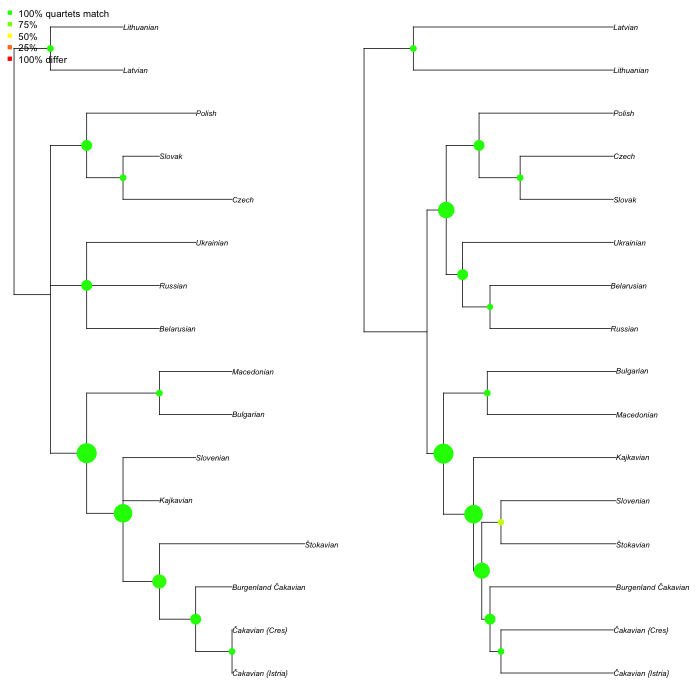 100% quartets match
75%
50%
25%
100% differ
Lithuanian
Latvian
Polish
Slovak
Czech
Ukrainian
Russian
Belarusian
Macedonian
Bulgarian
Slovenian
Kajkavian
Štokavian
Burgenland Čakavian
Čakavian (Cres)
Čakavian (Istria)
Latvian
Lithuanian
Polish
Czech
Slovak
Ukrainian
Belarusian
Russian
Bulgarian
Macedonian
Kajkavian
Slovenian
Štokavian
Burgenland Čakavian
Čakavian (Cres)
Čakavian (Istria)